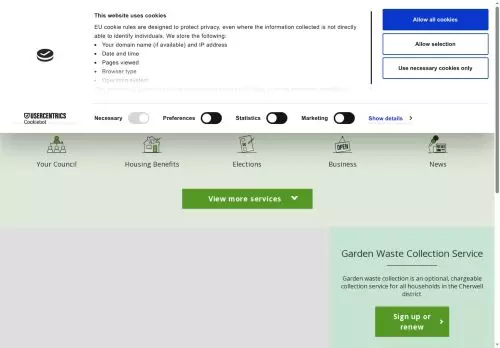 This website uses cookies
EU cookie rules are designed to protect privacy, even where the information collected is not directly
able to identify individuals. We store the following:
• Your domain name (if available) and IP address
• Date and time
• Pages viewed
• Browser type
• Operating system
Allow all cookies
Allow selection
Use necessary cookies only
USERCENTRICS
Cookiebot
Necessary
Preferences
Statistics
Marketing
Show details
Your Council
Housing Benefits
Elections
OPEN
Business
News
View more services
Garden Waste Collection Service
Garden waste collection is an optional, chargeable
collection service for all households in the Cherwell
district.
Sign up or
renew